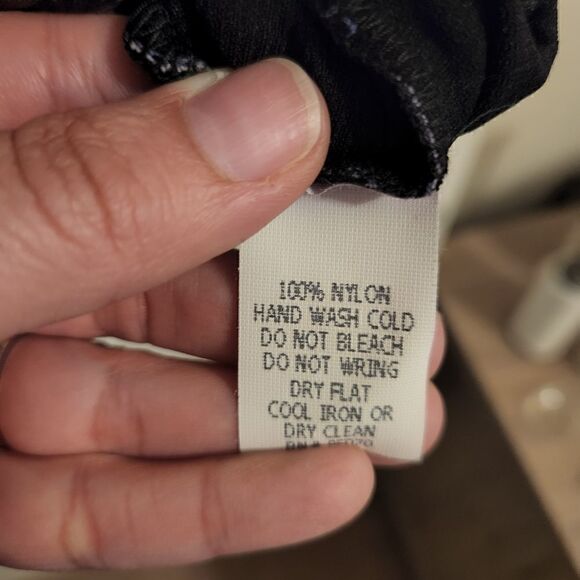 100% NYLON
HAND WASH COLD
DO NOT BLEACH
DO NOT WRING
DRY FLAT
COOL IRON OR
DRY CLEAN